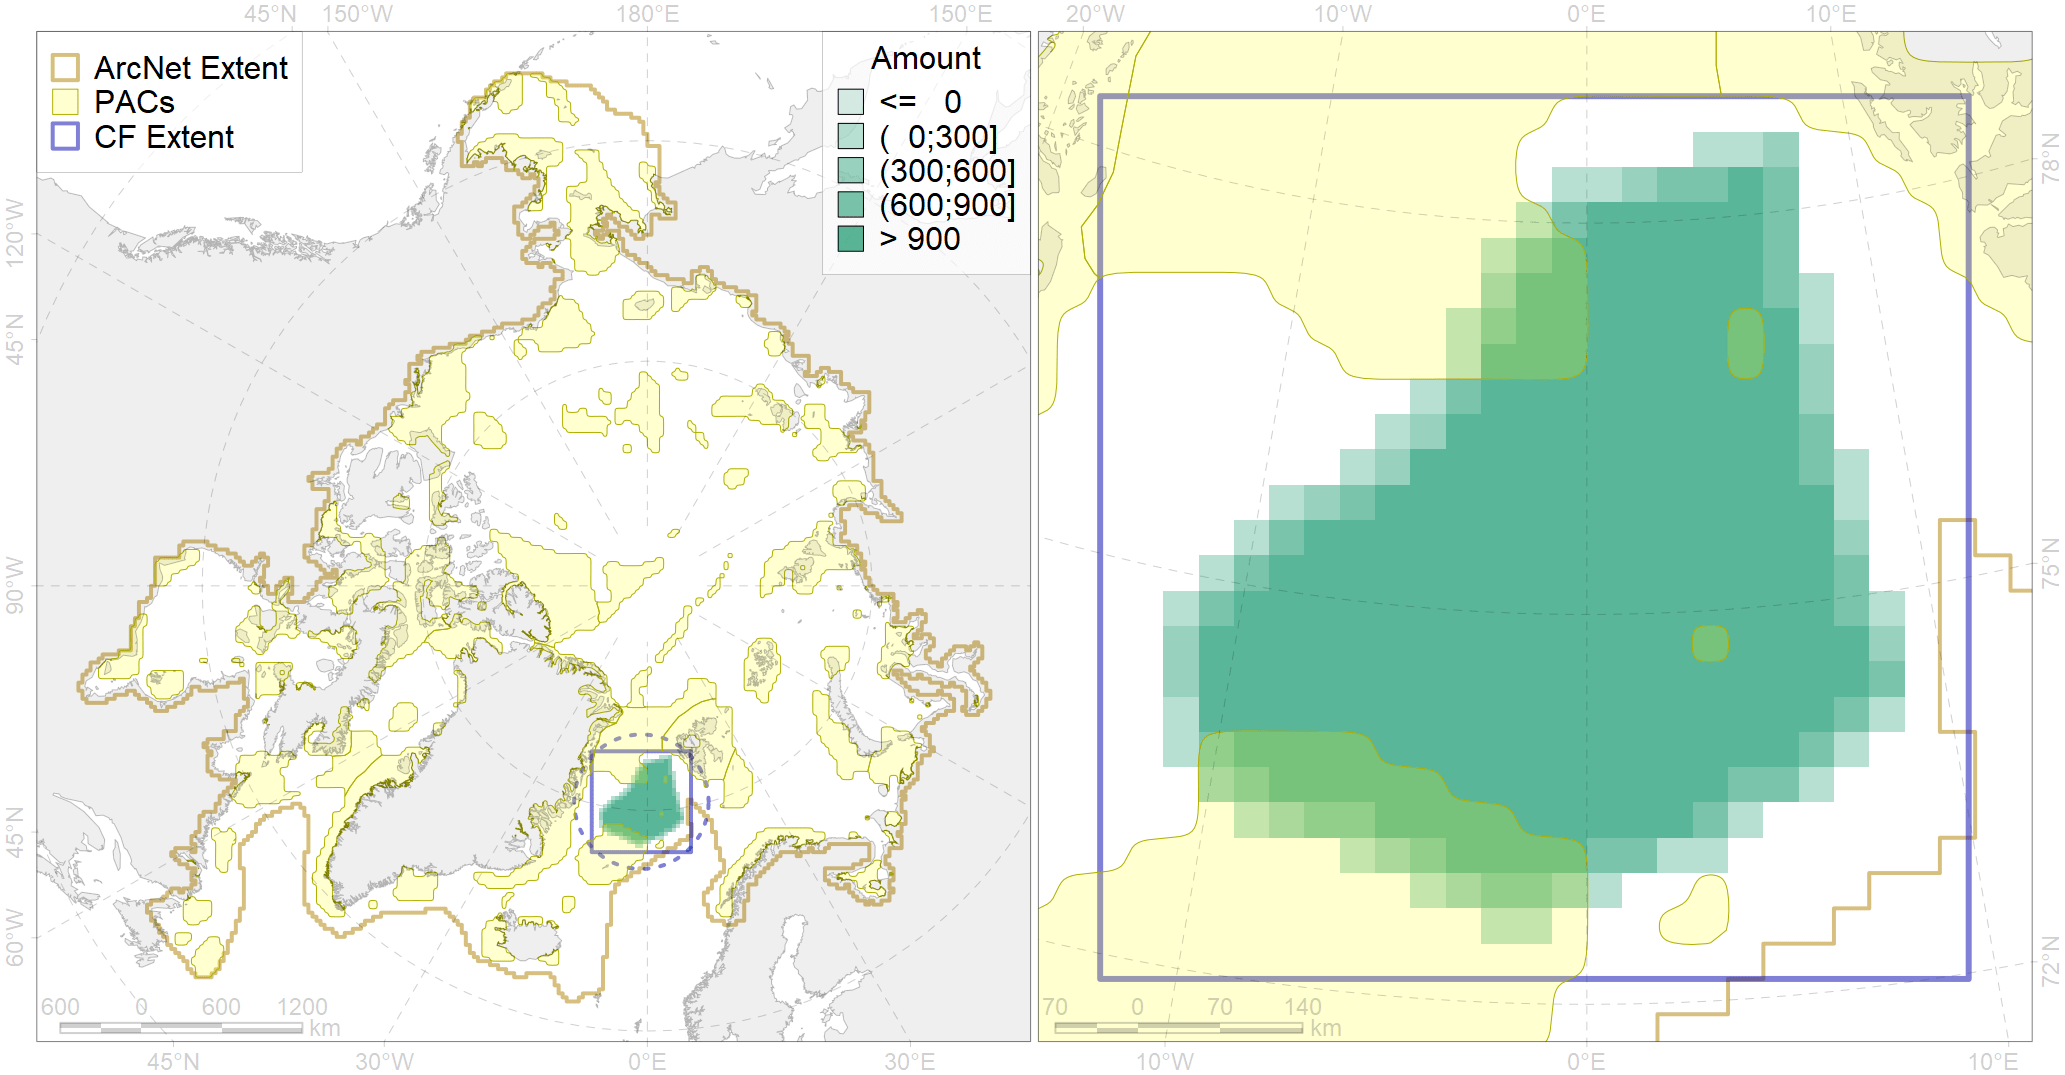 45°N 150°W 180°E 150°E 20°W 10°W 0°E 10°E
ArcNet Extent
PACs
CF Extent
Amount
<= 0
( 0;300]
(300;600]
(600;900]
> 900
120°W
45°N
90°W
45°N
60°W
78°N
75°N
72°N
600 0 600 1200
km
70 0 70 140
km
45°N 30°W 0°E 30°E 10°W 0°E 10°E